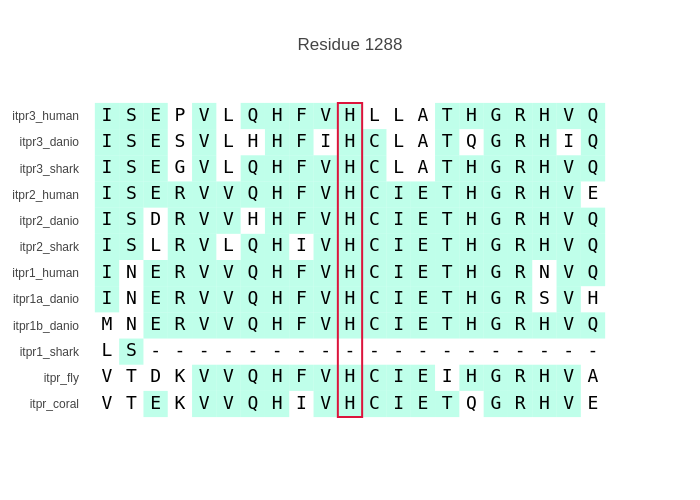 Residue 1288
itpr3_human I S E P V L Q H F V H L L A T H G R H V Q
itpr3_danio I S E S V L H H F I H C L A T Q G R H I Q
itpr3_shark I S E G V L Q H F V H C L A T H G R H V Q
itpr2_human I S E R V V Q H F V H C I E T H G R H V E
itpr2_danio I S D R V V H H F V H C I E T H G R H V Q
itpr2_shark I S L R V L Q H I V H C I E T H G R H V Q
itpr1_human I N E R V V Q H F V H C I E T H G R N V Q
itpr1a_danio I N E R V V Q H F V H C I E T H G R S V H
itpr1b_danio M N E R V V Q H F V H C I E T H G R H V Q
itpr1_shark L S - - - - - - - - - - - - - - - - - - -
itpr_fly V T D K V V Q H F V H C I E I H G R H V A
itpr_coral V T E K V V Q H I V H C I E T Q G R H V E